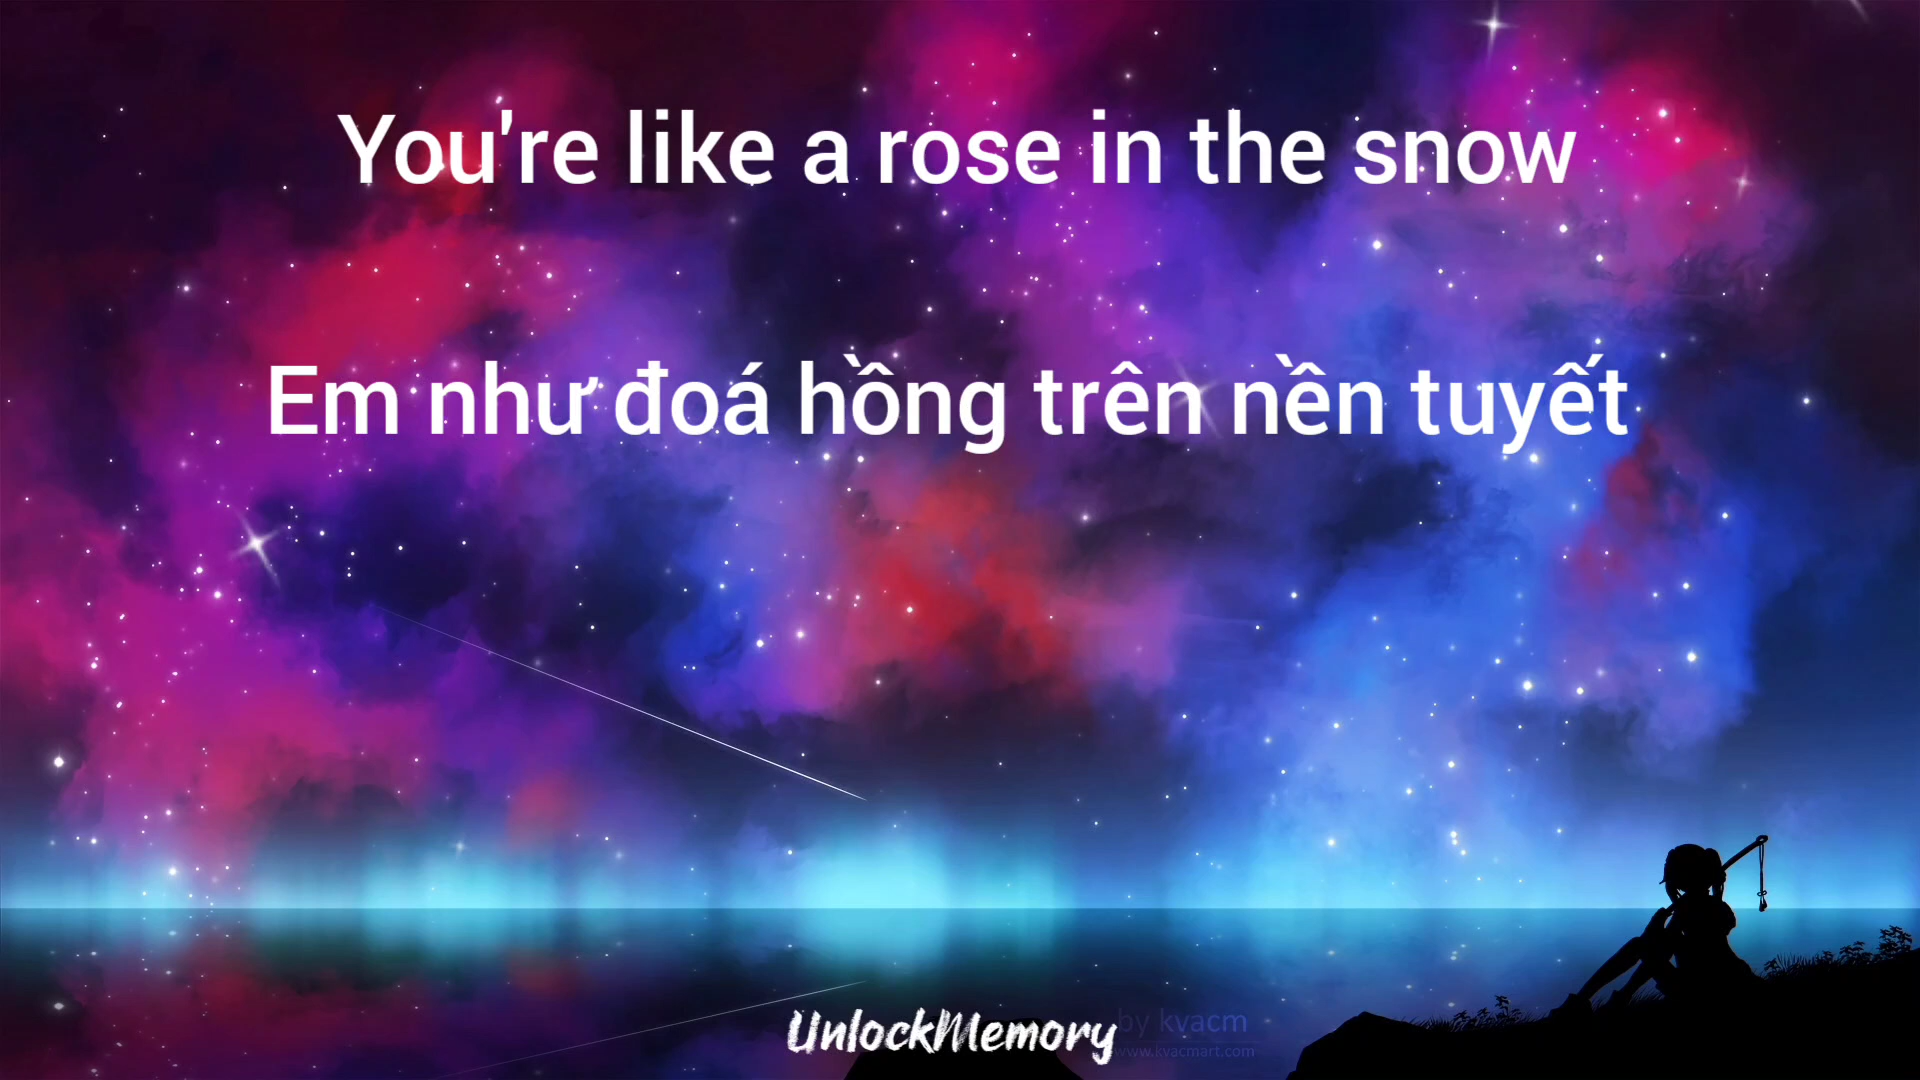 You're like a rose in the snow
Em như đoá hồng trên nền tuyết
UnlockMemory
by kvacm
www.kvacmart.com